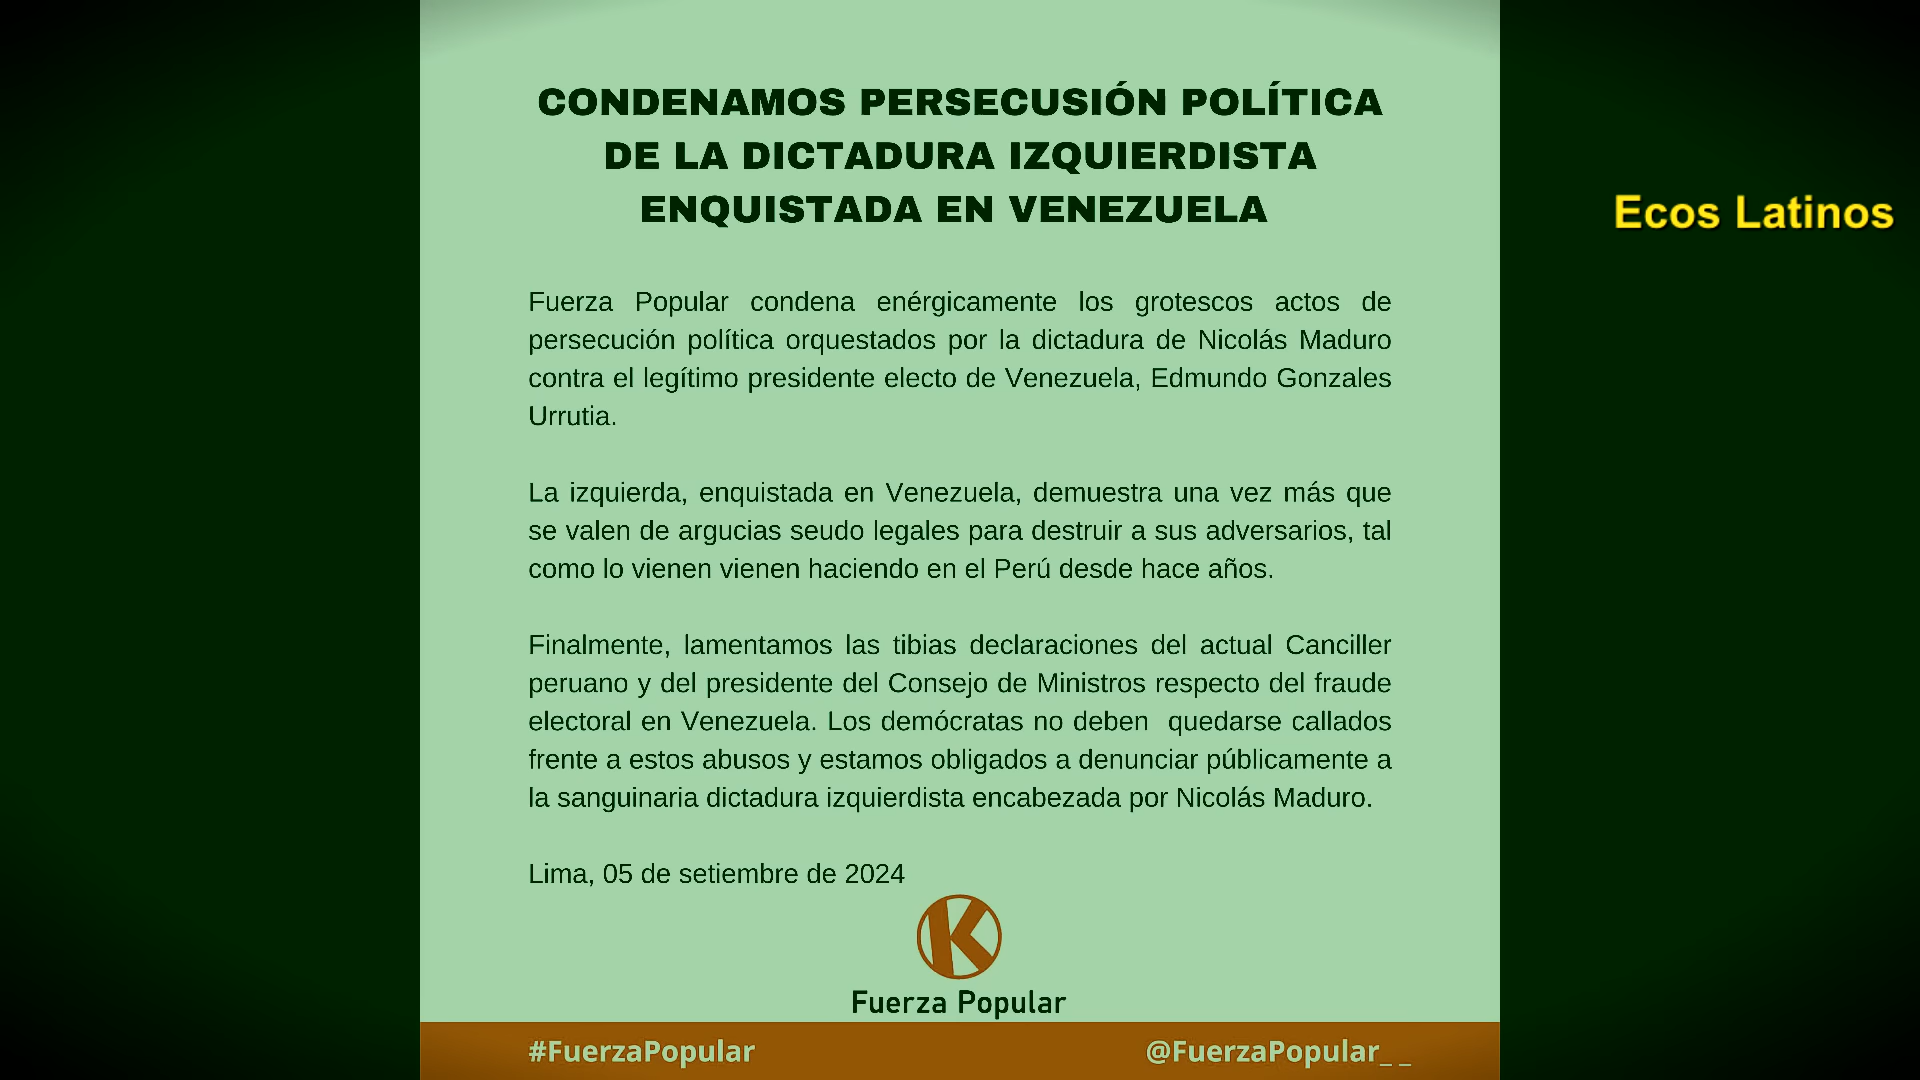 CONDENAMOS PERSECUSIÓN POLÍTICA
DE LA DICTADURA IZQUIERDISTA
ENQUISTADA EN VENEZUELA
Ecos Latinos
Fuerza Popular condena enérgicamente los grotescos actos de
persecución política orquestados por la dictadura de Nicolás Maduro
contra el legítimo presidente electo de Venezuela, Edmundo Gonzales
Urrutia.
La izquierda, enquistada en Venezuela, demuestra una vez más que
se valen de argucias seudo legales para destruir a sus adversarios, tal
como lo vienen vienen haciendo en el Perú desde hace años.
Finalmente, lamentamos las tibias declaraciones del actual Canciller
peruano y del presidente del Consejo de Ministros respecto del fraude
electoral en Venezuela. Los demócratas no deben  quedarse callados
frente a estos abusos y estamos obligados a denunciar públicamente a
la sanguinaria dictadura izquierdista encabezada por Nicolás Maduro.
Lima, 05 de setiembre de 2024
K
Fuerza Popular
#FuerzaPopular
@FuerzaPopular_ _